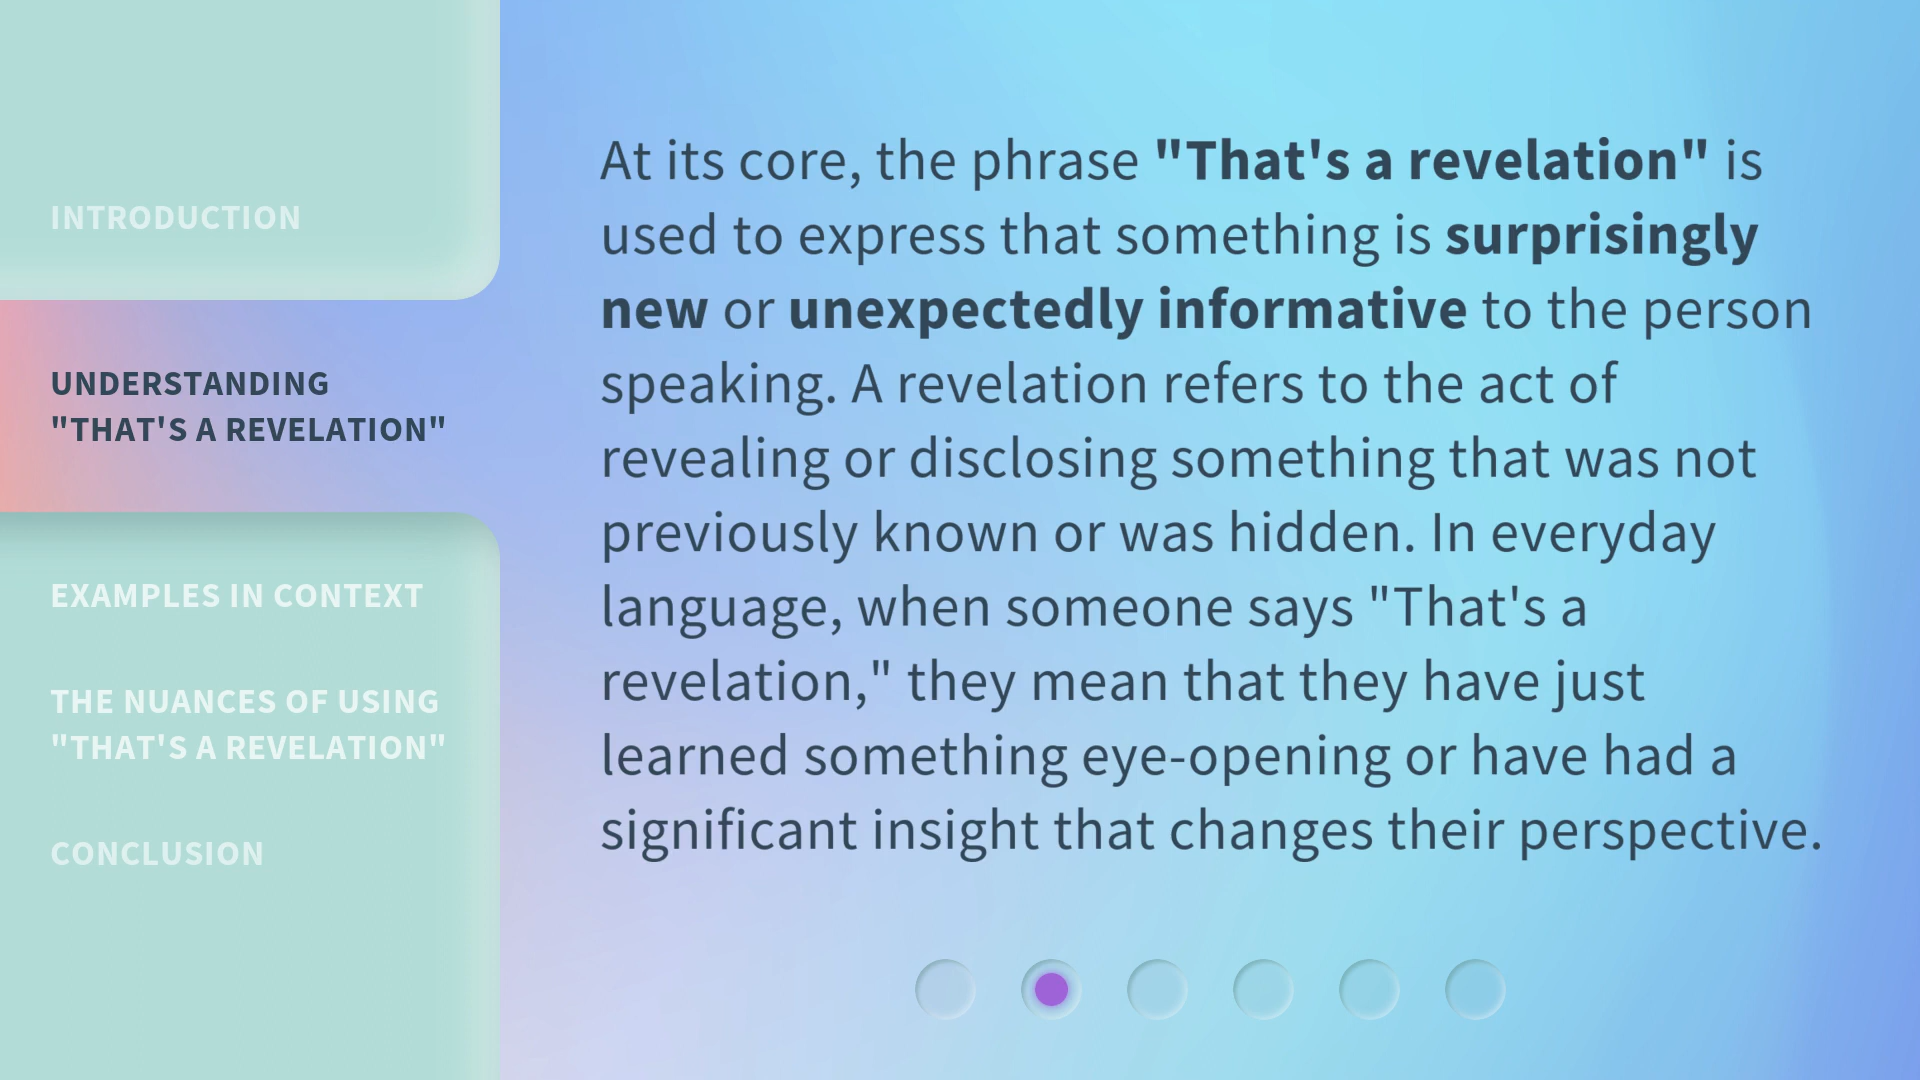 INTRODUCTION
UNDERSTANDING
"THAT'S A REVELATION"
EXAMPLES IN CONTEXT
THE NUANCES OF USING
"THAT'S A REVELATION"
CONCLUSION
At its core, the phrase "That's a revelation" is
used to express that something is surprisingly
new or unexpectedly informative to the person
speaking. A revelation refers to the act of
revealing or disclosing something that was not
previously known or was hidden. In everyday
language, when someone says "That's a
revelation," they mean that they have just
learned something eye-opening or have had a
significant insight that changes their perspective.